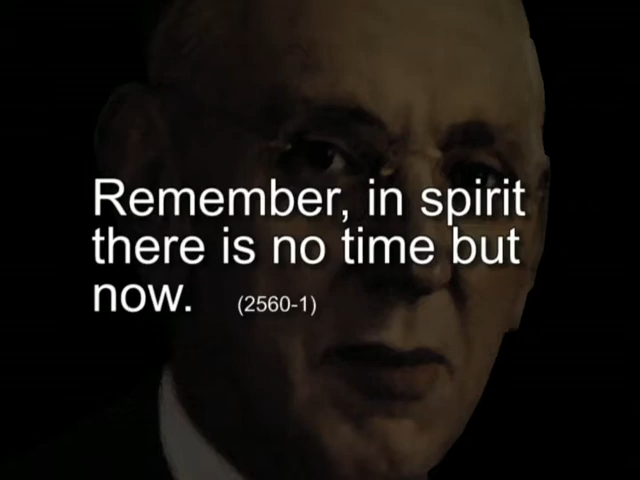 Remember, in spirit
there is no time but
now. (2560-1)